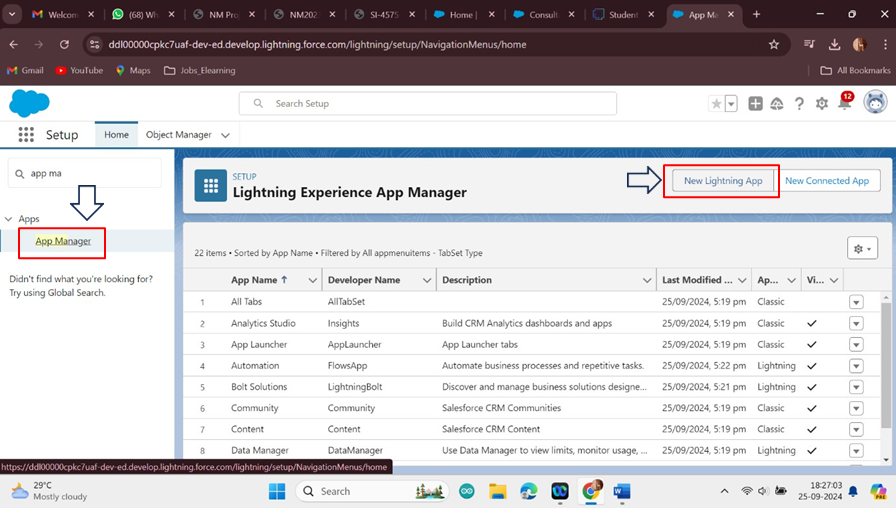 NM Workflow
(68) Wh
NM Proj
NM202
SI-4575
Home |
Consult
Student
App Ma
ddl00000cpkc7uaf-dev-ed.develop.lightning.force.com/lightning/setup/NavigationMenus/home
Gmail
YouTube
Maps
Jobs_Elearning
All Bookmarks
Search Setup
12
Setup
Home
Object Manager
app ma
Apps
App Manager
Didn't find what you're looking for?
Try using Global Search.
SETUP
Lightning Experience App Manager
New Lightning App
New Connected App
22 items • Sorted by App Name • Filtered by All appmenuitems - TabSet Type
App Name Developer Name Description Last Modified ... Ap... Vi...
1 All Tabs AllTabSet 25/09/2024, 5:19 pm Classic
2 Analytics Studio Insights Build CRM Analytics dashboards and apps 25/09/2024, 5:19 pm Classic
3 App Launcher AppLauncher App Launcher tabs 25/09/2024, 5:19 pm Classic
4 Automation FlowsApp Automate business processes and repetitive tasks. 25/09/2024, 5:22 pm Lightning
5 Bolt Solutions LightningBolt Discover and manage business solutions designe... 25/09/2024, 5:21 pm Lightning
6 Community Community Salesforce CRM Communities 25/09/2024, 5:19 pm Classic
7 Content Content Salesforce CRM Content 25/09/2024, 5:19 pm Classic
8 Data Manager DataManager Use Data Manager to view limits, monitor usage, ... 25/09/2024, 5:19 pm Lightning
https://ddl00000cpkc7uaf-dev-ed.develop.lightning.force.com/lightning/setup/NavigationMenus/home
29°C
Mostly cloudy
Search
18:27:03
25-09-2024